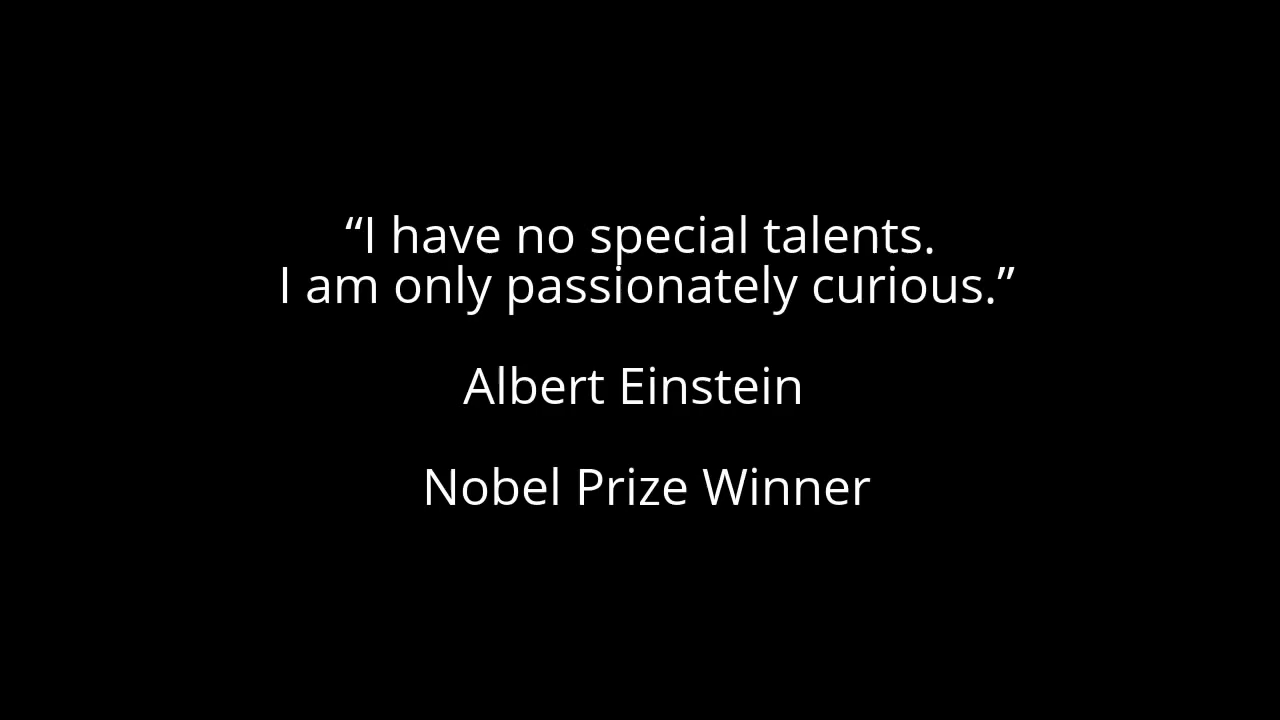 “I have no special talents.
I am only passionately curious.”
Albert Einstein
Nobel Prize Winner